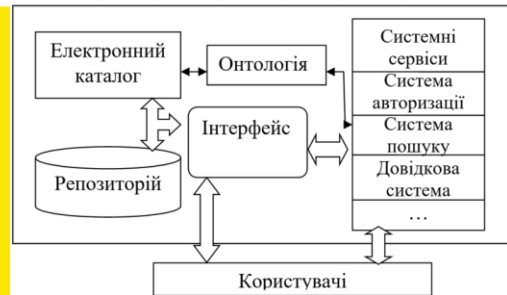 Електронний
каталог
Онтологія
Системні
сервіси
Система
авторизації
Система
пошуку
Довідкова
система
…
Інтерфейс
Репозиторій
Користувачі